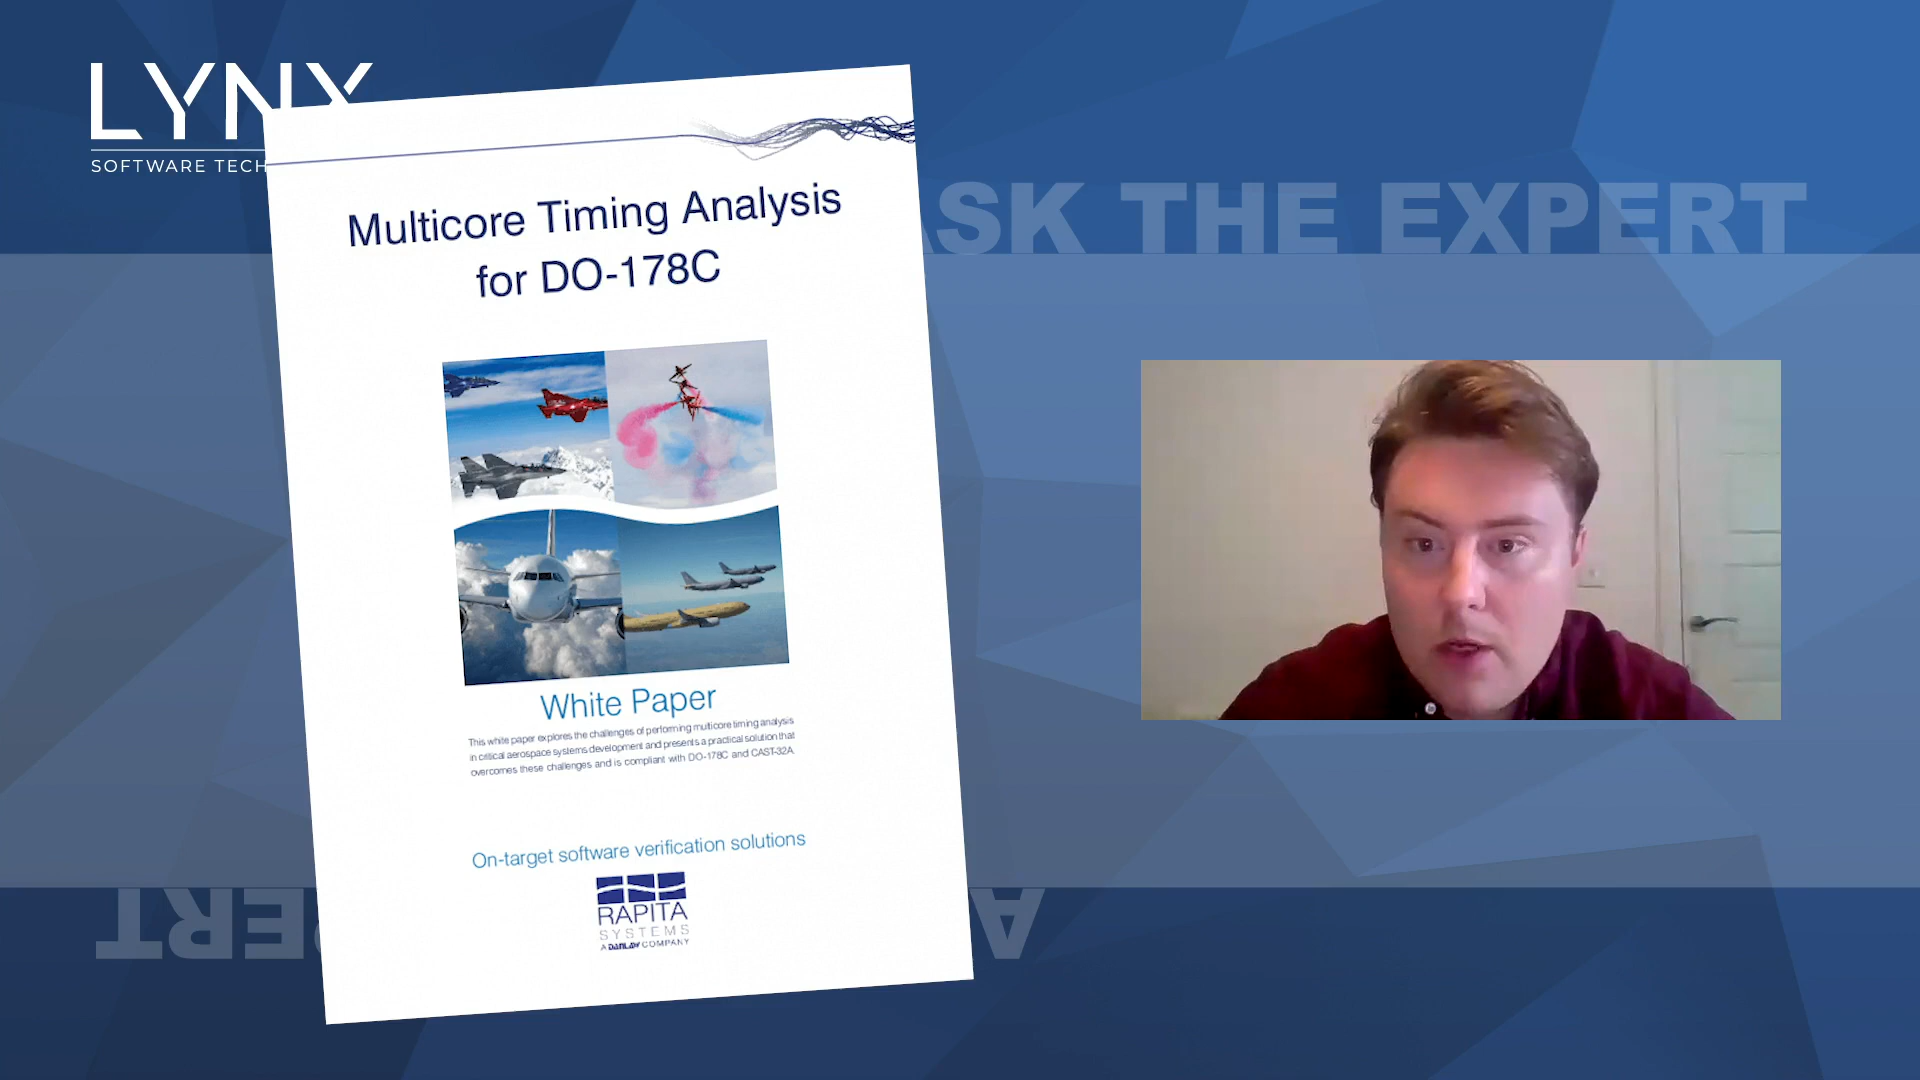 LYNX
SOFTWARE TECH
ASK THE EXPERT
Multicore Timing Analysis
for DO-178C
White Paper
This white paper explores the challenges of performing multicore timing analysis
in critical aerospace systems development and presents a practical solution that
overcomes these challenges and is compliant with DO-178C and CAST-32A.
On-target software verification solutions
RAPITA
SYSTEMS
A DANLAW COMPANY
A
PERT